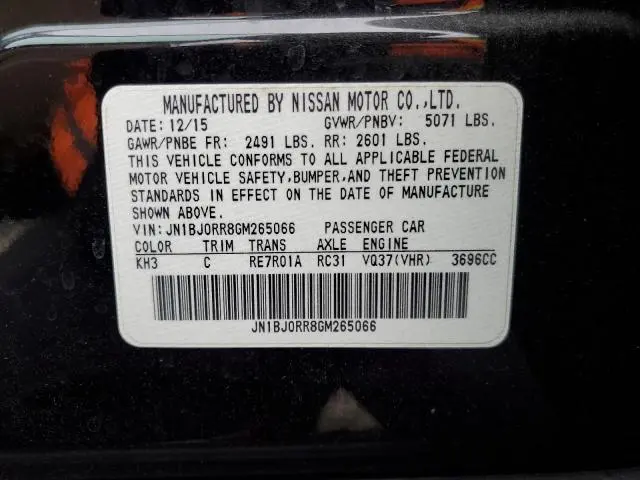 MANUFACTURED BY NISSAN MOTOR CO.,LTD.
DATE: 12/15 GVWR/PNBV: 5071 LBS.
GAWR/PNBE FR: 2491 LBS. RR: 2601 LBS.
THIS VEHICLE CONFORMS TO ALL APPLICABLE FEDERAL
MOTOR VEHICLE SAFETY,BUMPER,AND THEFT PREVENTION
STANDARDS IN EFFECT ON THE DATE OF MANUFACTURE
SHOWN ABOVE.
VIN: JN1BJ0RR8GM265066 PASSENGER CAR
COLOR TRIM TRANS AXLE ENGINE
KH3 C RE7R01A RC31 VQ37(VHR) 3696CC
JN1BJ0RR8GM265066